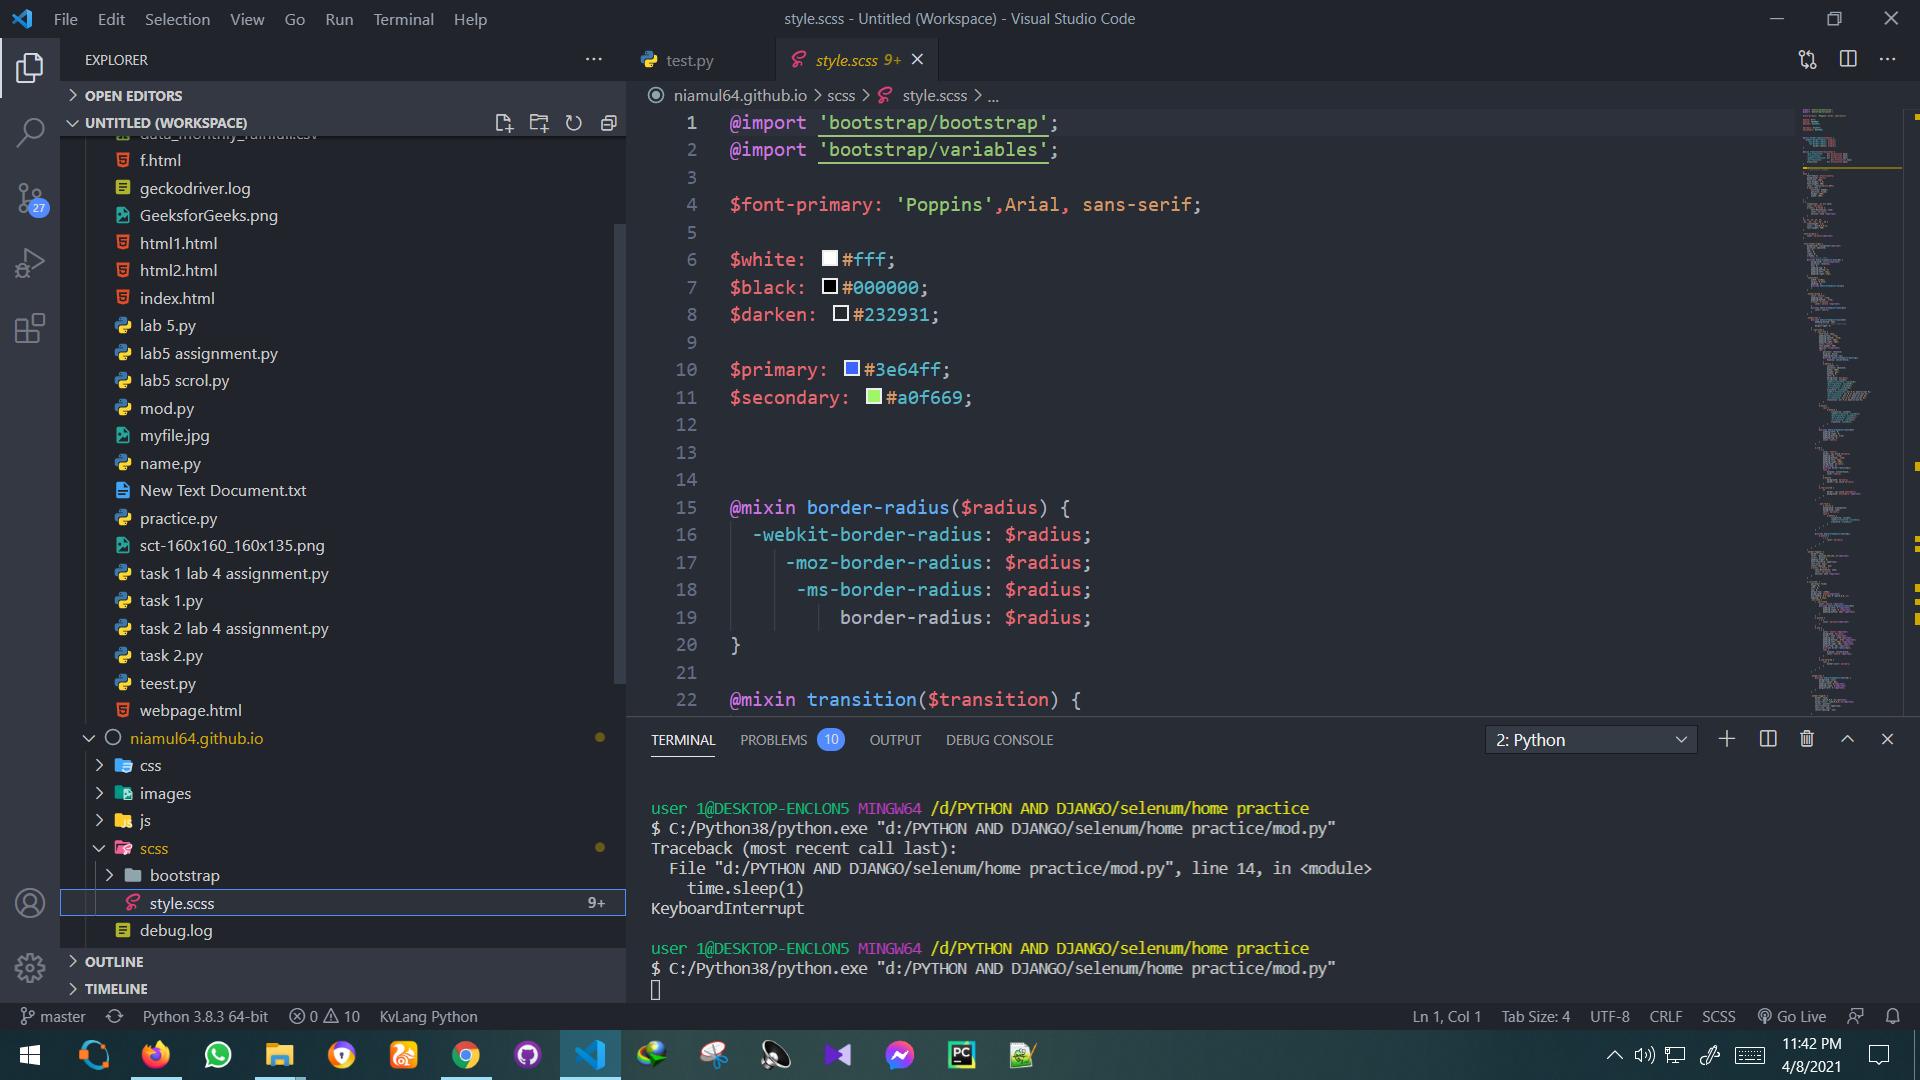 File Edit Selection View Go Run Terminal Help
style.scss - Untitled (Workspace) - Visual Studio Code
EXPLORER
test.py
style.scss 9+
OPEN EDITORS
UNTITLED (WORKSPACE)
niamul64.github.io > scss > style.scss > ...
data_monthly_rainfall.csv
f.html
geckodriver.log
GeeksforGeeks.png
html1.html
html2.html
index.html
lab 5.py
lab5 assignment.py
lab5 scrol.py
mod.py
myfile.jpg
name.py
New Text Document.txt
practice.py
sct-160x160_160x135.png
task 1 lab 4 assignment.py
task 1.py
task 2 lab 4 assignment.py
task 2.py
teest.py
webpage.html
niamul64.github.io
css
images
js
scss
bootstrap
style.scss 9+
debug.log
OUTLINE
TIMELINE
27
1 @import 'bootstrap/bootstrap';
2 @import 'bootstrap/variables';
3
4 $font-primary: 'Poppins',Arial, sans-serif;
5
6 $white: #fff;
7 $black: #000000;
8 $darken: #232931;
9
10 $primary: #3e64ff;
11 $secondary: #a0f669;
12
13
14
15 @mixin border-radius($radius) {
16 -webkit-border-radius: $radius;
17 -moz-border-radius: $radius;
18 -ms-border-radius: $radius;
19 border-radius: $radius;
20 }
21
22 @mixin transition($transition) {
TERMINAL PROBLEMS 10 OUTPUT DEBUG CONSOLE
2: Python
user 1@DESKTOP-ENCLON5 MINGW64 /d/PYTHON AND DJANGO/selenum/home practice
$ C:/Python38/python.exe "d:/PYTHON AND DJANGO/selenum/home practice/mod.py"
Traceback (most recent call last):
File "d:/PYTHON AND DJANGO/selenum/home practice/mod.py", line 14, in <module>
time.sleep(1)
KeyboardInterrupt
user 1@DESKTOP-ENCLON5 MINGW64 /d/PYTHON AND DJANGO/selenum/home practice
$ C:/Python38/python.exe "d:/PYTHON AND DJANGO/selenum/home practice/mod.py"
master Python 3.8.3 64-bit 0 10 KvLang Python
Ln 1, Col 1 Tab Size: 4 UTF-8 CRLF SCSS Go Live
PC
11:42 PM
4/8/2021